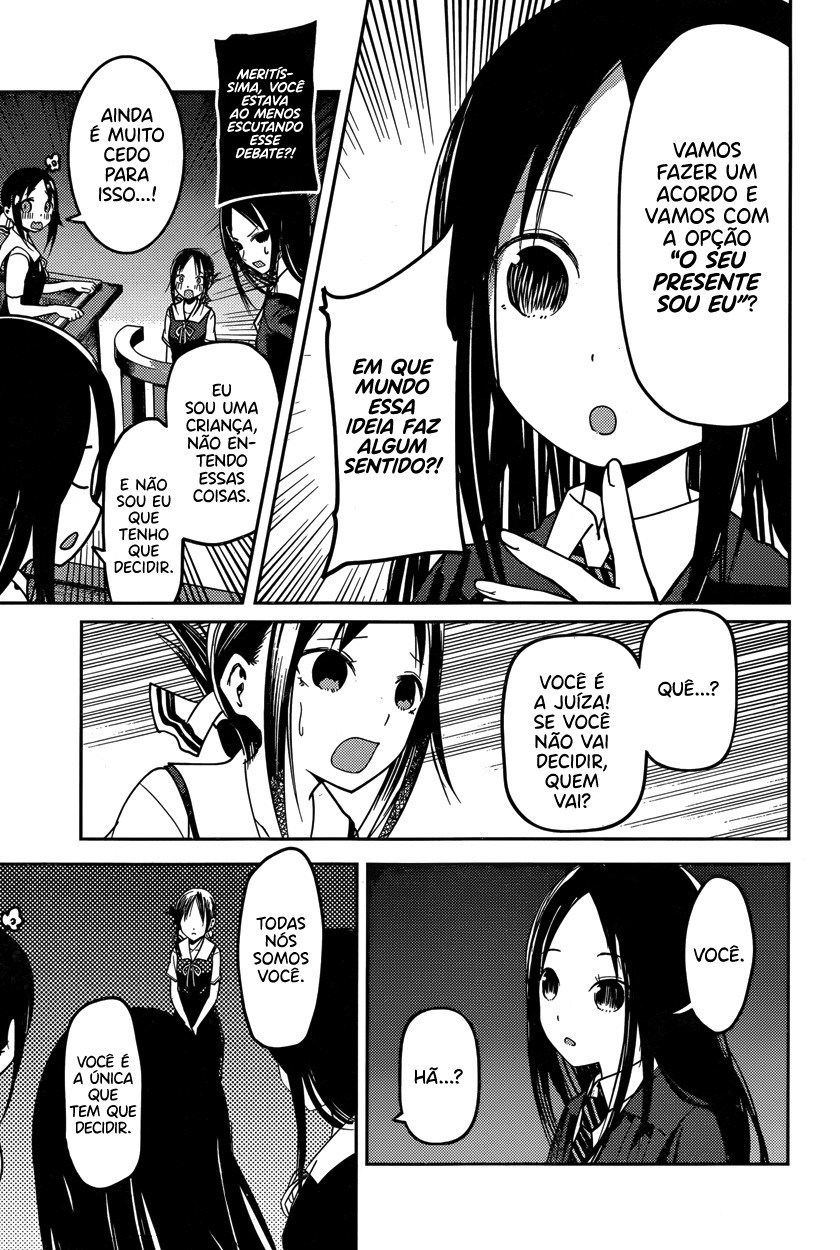 VAMOS
FAZER UM
ACORDO E
VAMOS COM
A OPÇÃO
"O SEU
PRESENTE
SOU EU"?
EM QUE
MUNDO
ESSA
IDEIA FAZ
ALGUM
SENTIDO?!
MERITÍS-
SIMA, VOCÊ
ESTAVA
AO MENOS
ESCUTANDO
ESSE
DEBATE?!
AINDA
É MUITO
CEDO
PARA
ISSO...!
EU
SOU UMA
CRIANÇA,
NÃO EN-
TENDO
ESSAS
COISAS.
E NÃO
SOU EU
QUE
TENHO
QUE
DECIDIR.
QUÊ...?
VOCÊ É
A JUÍZA!
SE VOCÊ
NÃO VAI
DECIDIR,
QUEM
VAI?
VOCÊ.
HÃ...?
TODAS
NÓS
SOMOS
VOCÊ.
VOCÊ É
A ÚNICA
QUE
TEM QUE
DECIDIR.